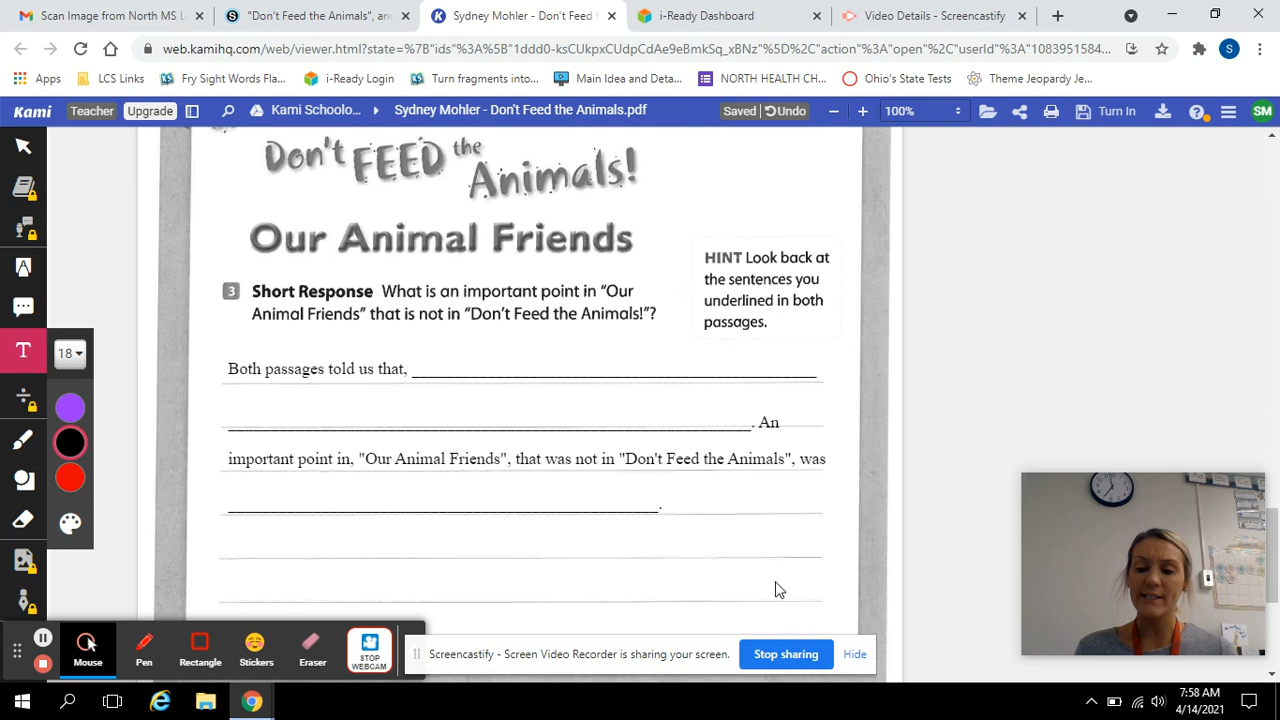 Scan Image from North MS L
"Don't Feed the Animals", an
Sydney Mohler - Don't Feed t
i-Ready Dashboard
Video Details - Screencastify
web.kamihq.com/web/viewer.html?state=%7B"ids"%3A%5B"1ddd0-ksCUkpxCUdpCdAe9eBmkSq_xBNz"%5D%2C"action"%3A"open"%2C"userId"%3A"1083951584...
Apps
LCS Links
Fry Sight Words Fla...
i-Ready Login
Turn fragments into...
Main Idea and Deta...
NORTH HEALTH CH...
Ohio's State Tests
Theme Jeopardy Je...
Kami
Teacher
Upgrade
Kami Schoolo...
Sydney Mohler - Don't Feed the Animals.pdf
Saved
Undo
100%
Turn In
SM
Don't FEED the Animals!
Our Animal Friends
3 Short Response What is an important point in "Our
Animal Friends" that is not in "Don't Feed the Animals!"?
HINT Look back at
the sentences you
underlined in both
passages.
18
Both passages told us that, ______
______. An
important point in, "Our Animal Friends", that was not in "Don't Feed the Animals", was
______.
Mouse
Pen
Rectangle
Stickers
Eraser
STOP
WEBCAM
Screencastify - Screen Video Recorder is sharing your screen.
Stop sharing
Hide
7:58 AM
4/14/2021